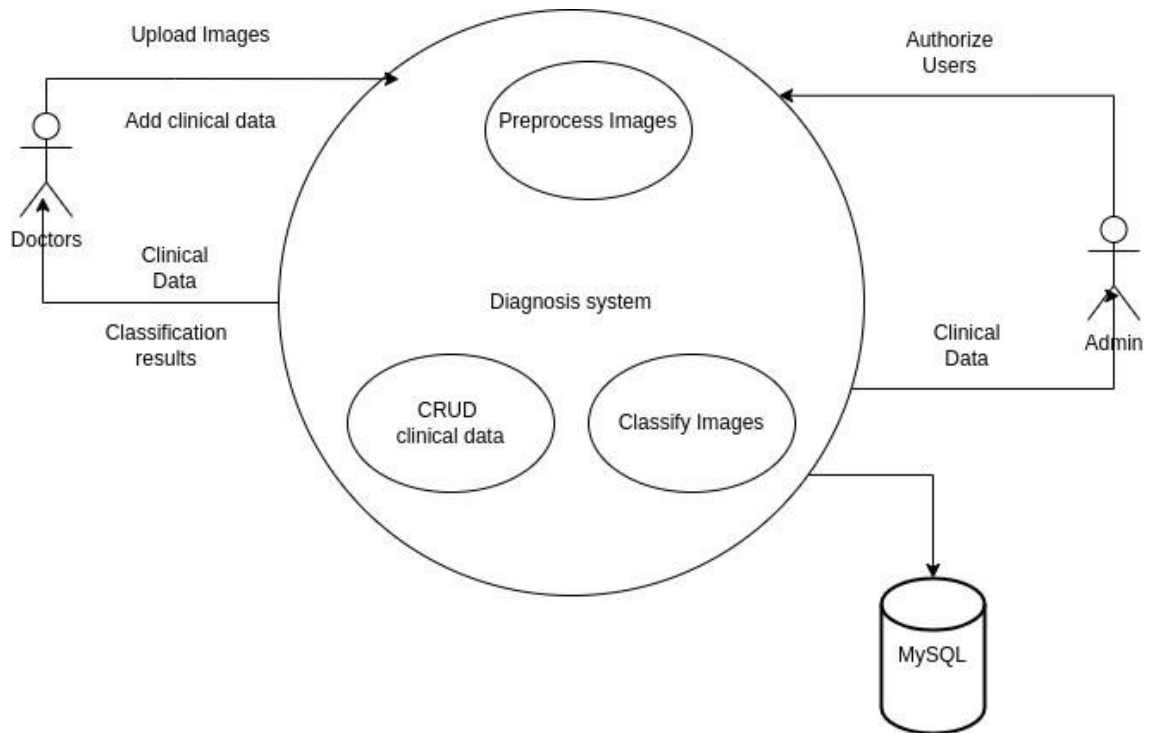 Upload Images
Authorize
Users
Add clinical data
Preprocess Images
Doctors
Clinical
Data
Diagnosis system
Classification
results
Clinical
Data
Admin
CRUD
clinical data
Classify Images
MySQL